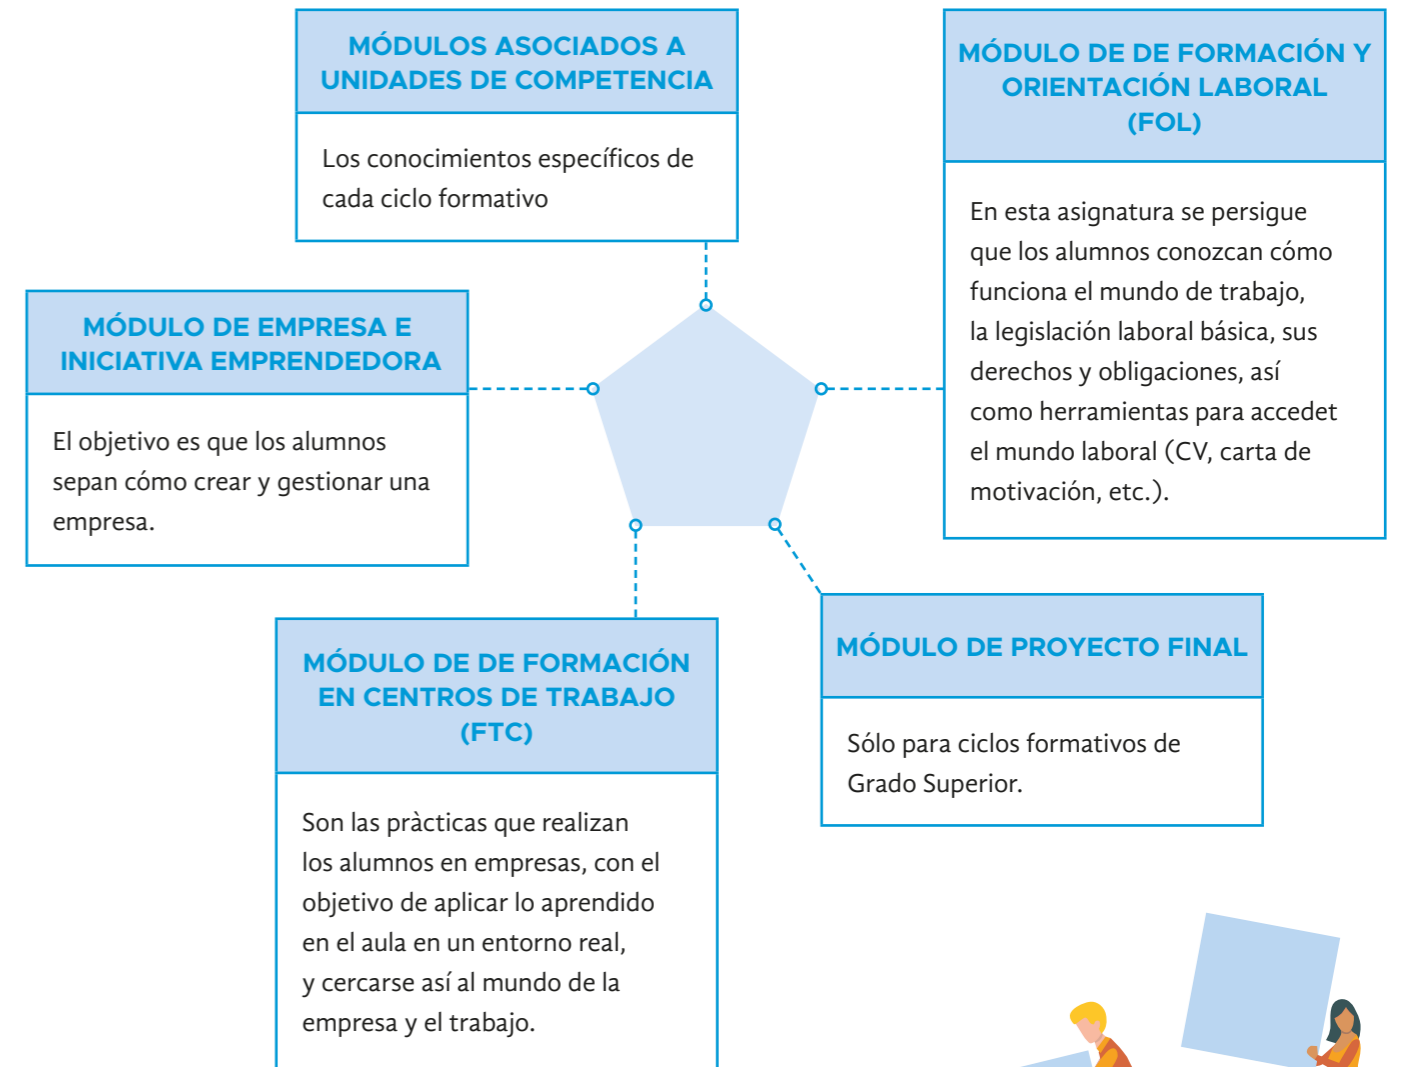 MÓDULOS ASOCIADOS A
UNIDADES DE COMPETENCIA
Los conocimientos específicos de
cada ciclo formativo
MÓDULO DE DE FORMACIÓN Y
ORIENTACIÓN LABORAL
(FOL)
En esta asignatura se persigue
que los alumnos conozcan cómo
funciona el mundo de trabajo,
la legislación laboral básica, sus
derechos y obligaciones, así
como herramientas para accedet
el mundo laboral (CV, carta de
motivación, etc.).
MÓDULO DE EMPRESA E
INICIATIVA EMPRENDEDORA
El objetivo es que los alumnos
sepan cómo crear y gestionar una
empresa.
MÓDULO DE DE FORMACIÓN
EN CENTROS DE TRABAJO
(FTC)
Son las pràcticas que realizan
los alumnos en empresas, con el
objetivo de aplicar lo aprendido
en el aula en un entorno real,
y cercarse así al mundo de la
empresa y el trabajo.
MÓDULO DE PROYECTO FINAL
Sólo para ciclos formativos de
Grado Superior.